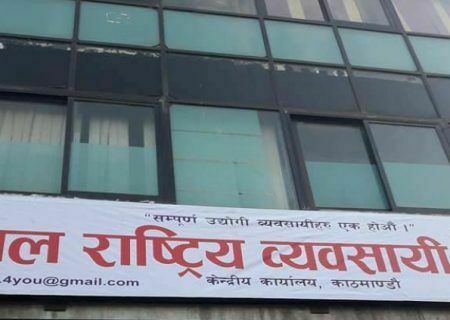 "सम्पूर्ण उद्योगी व्यवसायीहरु एक होऔं।"
राष्ट्रिय व्यवसायी
.4you@gmail.com
केन्द्रीय कार्यालय, काठमाण्डौ